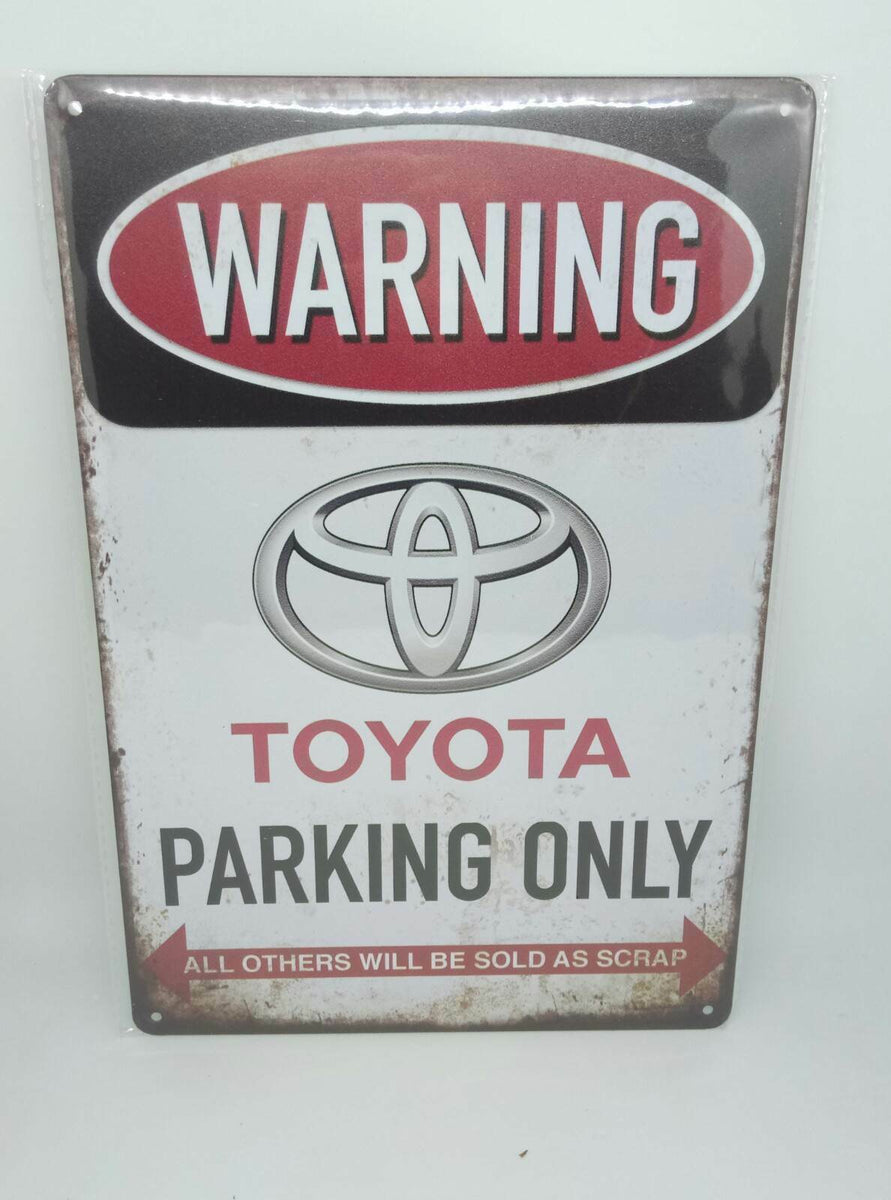 WARNING
TOYOTA
PARKING ONLY
ALL OTHERS WILL BE SOLD AS SCRAP